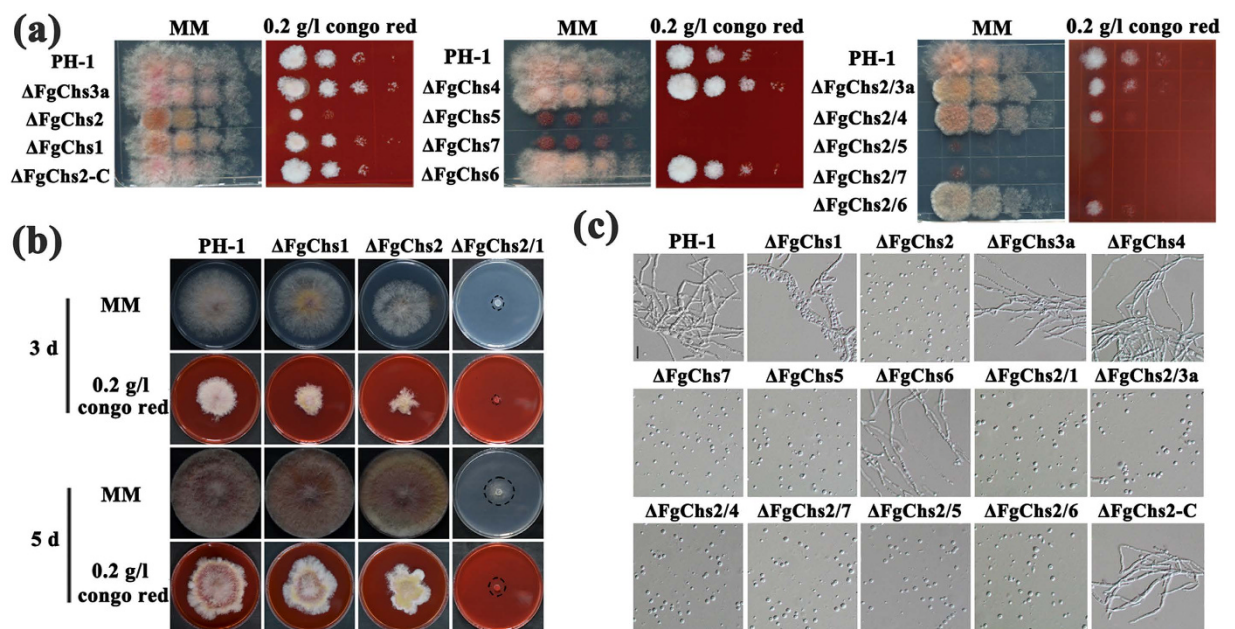 (a)
MM
0.2 g/l congo red
PH-1
ΔFgChs3a
ΔFgChs2
ΔFgChs1
ΔFgChs2-C
MM
0.2 g/l congo red
PH-1
ΔFgChs4
ΔFgChs5
ΔFgChs7
ΔFgChs6
MM
0.2 g/l congo red
PH-1
ΔFgChs2/3a
ΔFgChs2/4
ΔFgChs2/5
ΔFgChs2/7
ΔFgChs2/6
(b)
PH-1 ΔFgChs1 ΔFgChs2 ΔFgChs2/1
3 d
MM
0.2 g/l
congo red
5 d
MM
0.2 g/l
congo red
(c)
PH-1 ΔFgChs1 ΔFgChs2 ΔFgChs3a ΔFgChs4
ΔFgChs7 ΔFgChs5 ΔFgChs6 ΔFgChs2/1 ΔFgChs2/3a
ΔFgChs2/4 ΔFgChs2/7 ΔFgChs2/5 ΔFgChs2/6 ΔFgChs2-C